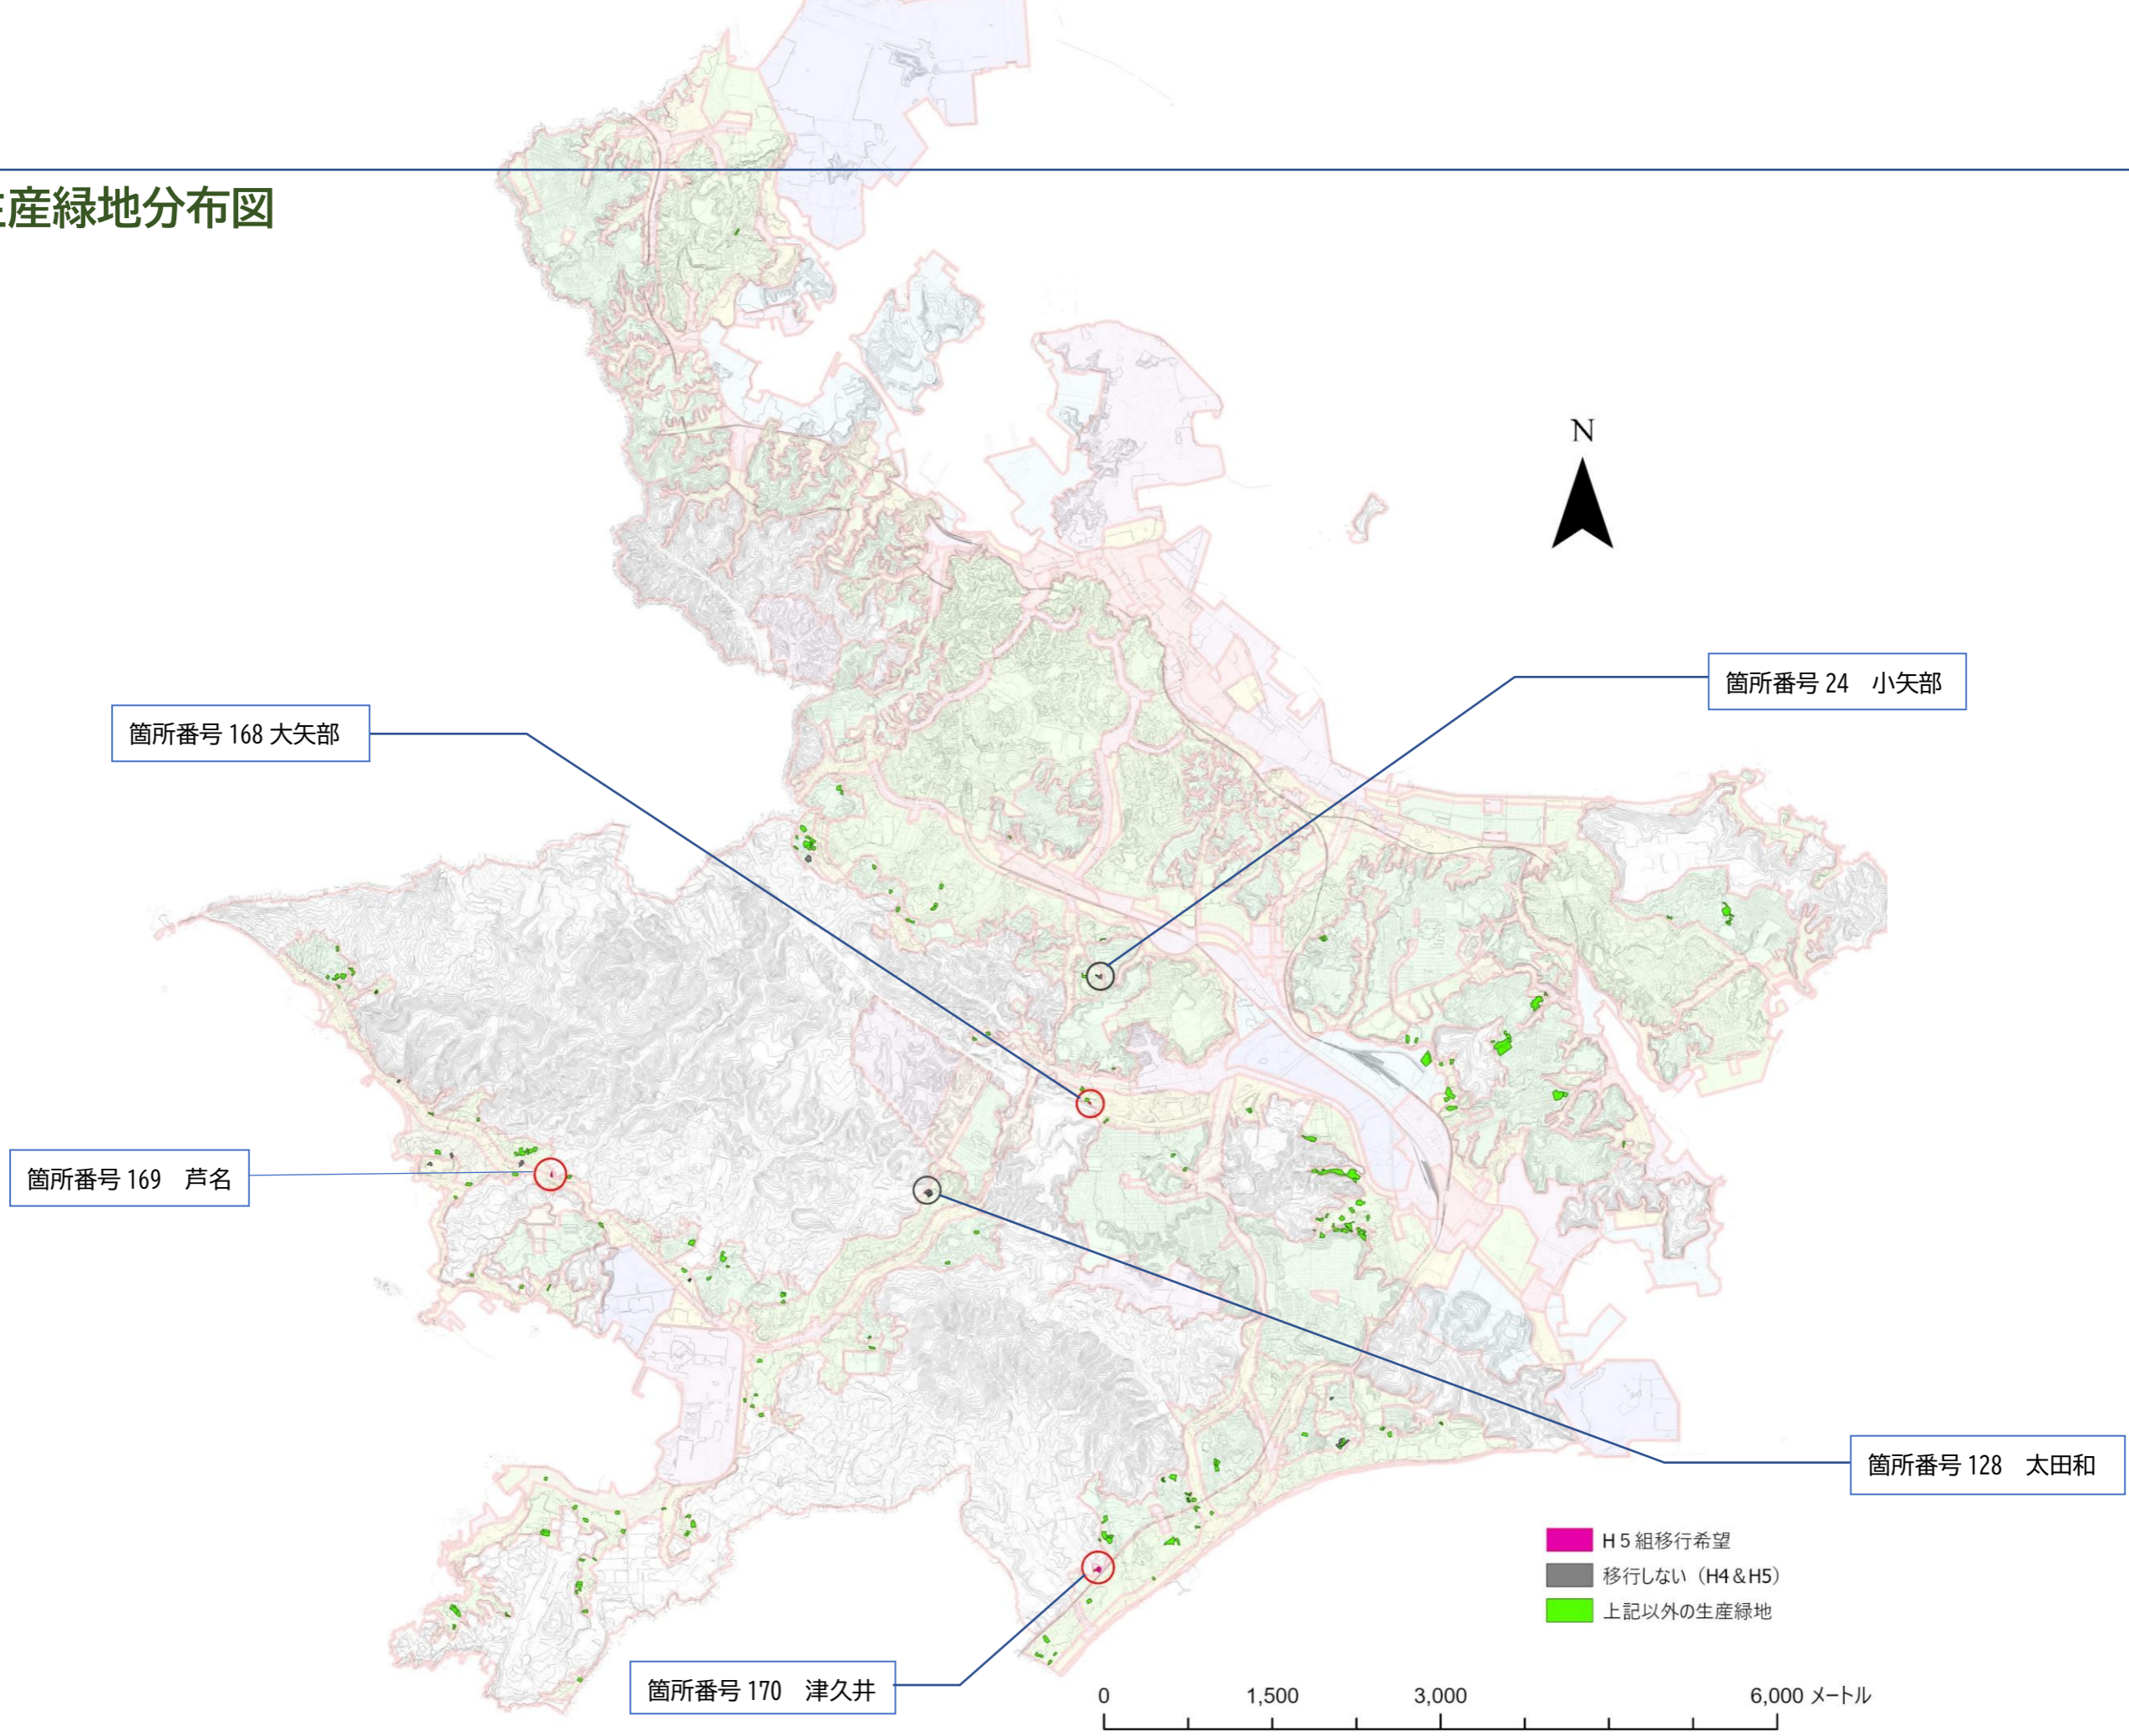 産緑地分布図
N
箇所番号 24　小矢部
箇所番号 168 大矢部
箇所番号 169　芦名
箇所番号 128　太田和
H 5 組移行希望
移行しない（H4＆H5）
上記以外の生産緑地
箇所番号 170　津久井
0 1,500 3,000 6,000 メートル